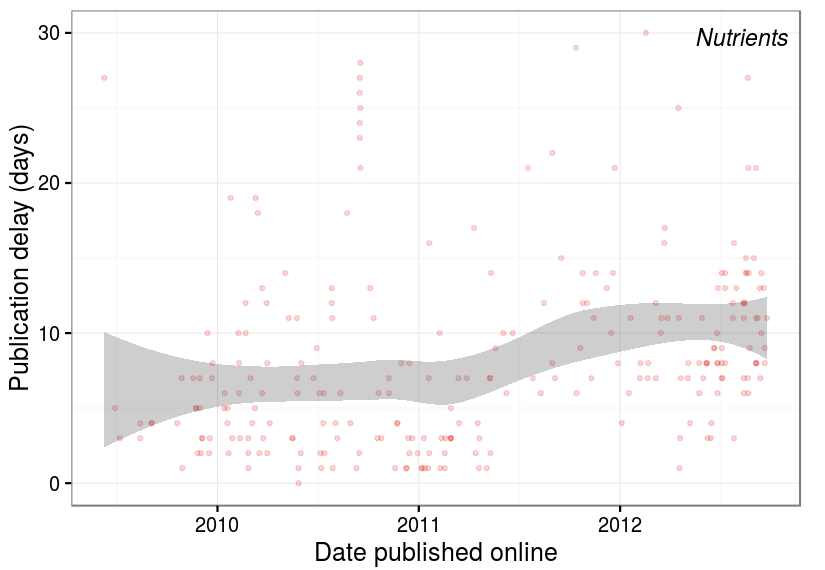 Nutrients
Publication delay (days)
30
20
10
0
2010 2011 2012
Date published online